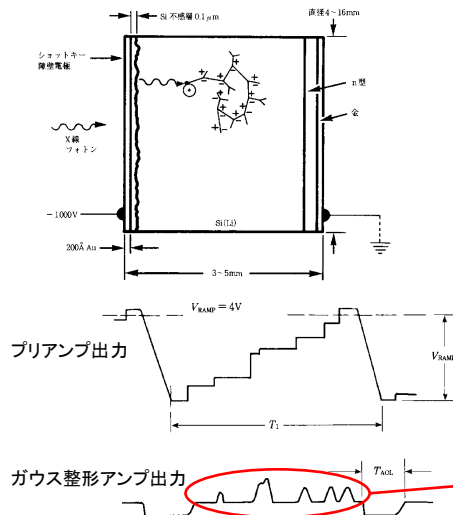 Si 不感層 0.1μm
直径4~16mm
ショットキー
障壁電極
n型
金
X線
フォトン
-1000V
Si(Li)
200Å Au
3~5mm
V_RAMP = 4V
プリアンプ出力
V_RAMP
T₁
ガウス整形アンプ出力
T_AOL